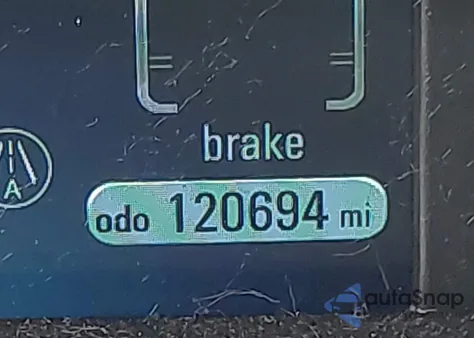 brake
A
odo 120694 mi
autoSnap